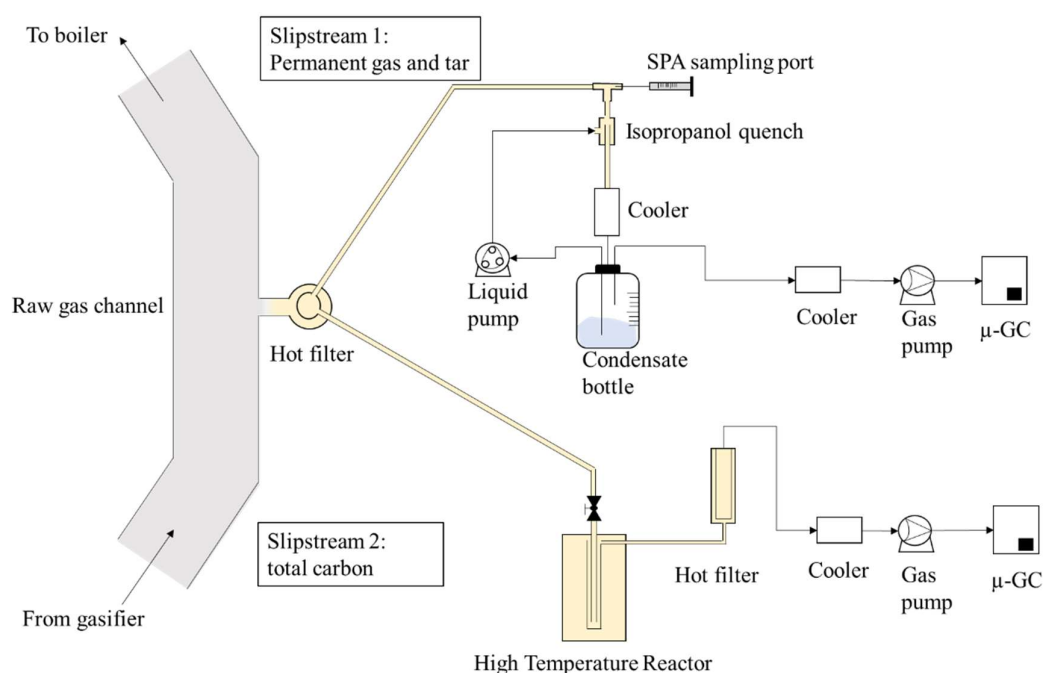 To boiler
Slipstream 1:
Permanent gas and tar
SPA sampling port
Isopropanol quench
Cooler
Raw gas channel
Hot filter
Liquid
pump
Condensate
bottle
Cooler
Gas
pump
µ-GC
Slipstream 2:
total carbon
From gasifier
High Temperature Reactor
Hot filter
Cooler
Gas
pump
µ-GC